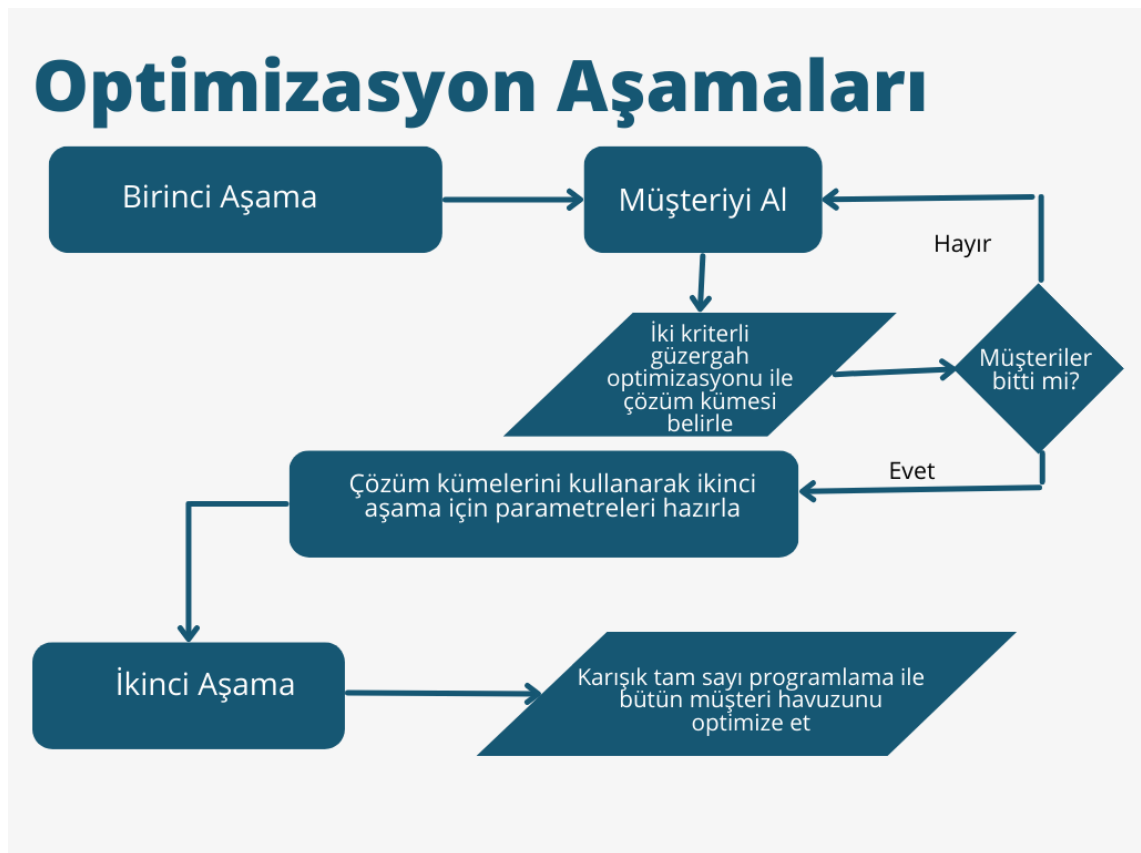 Optimizasyon Aşamaları
Birinci Aşama
Müşteriyi Al
Hayır
İki kriterli
güzergah
optimizasyonu ile
çözüm kümesi
belirle
Müşteriler
bitti mi?
Evet
Çözüm kümelerini kullanarak ikinci
aşama için parametreleri hazırla
İkinci Aşama
Karışık tam sayı programlama ile
bütün müşteri havuzunu
optimize et